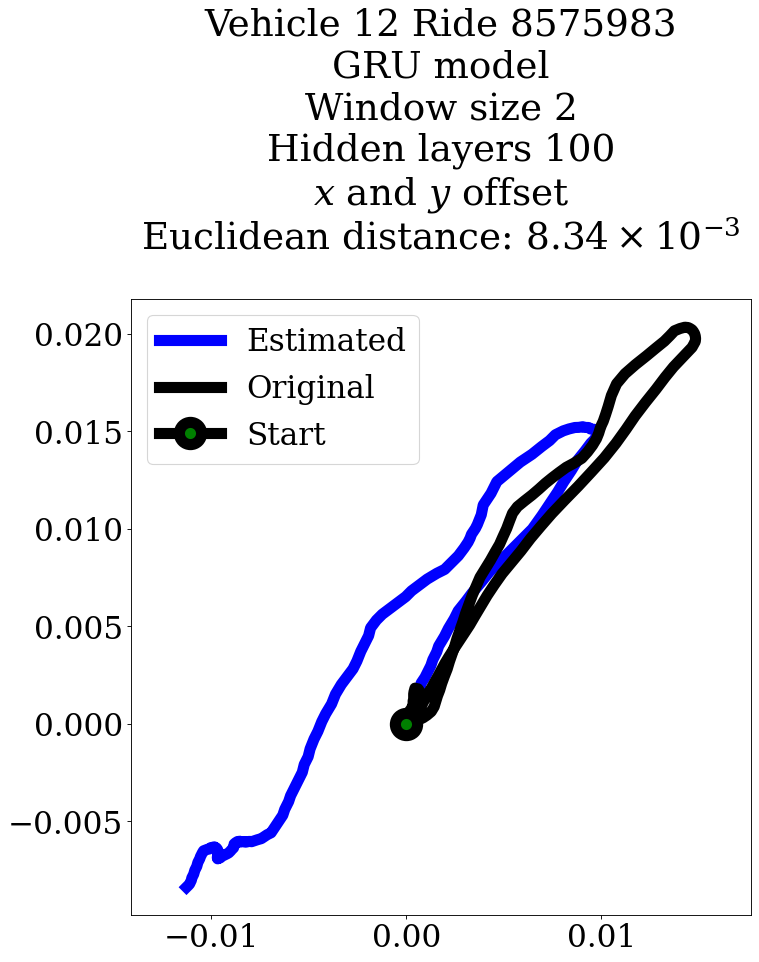 Vehicle 12 Ride 8575983
GRU model
Window size 2
Hidden layers 100
x and y offset
Euclidean distance: 8.34 × 10⁻³
Estimated
Original
Start
0.020
0.015
0.010
0.005
0.000
−0.005
−0.01
0.00
0.01